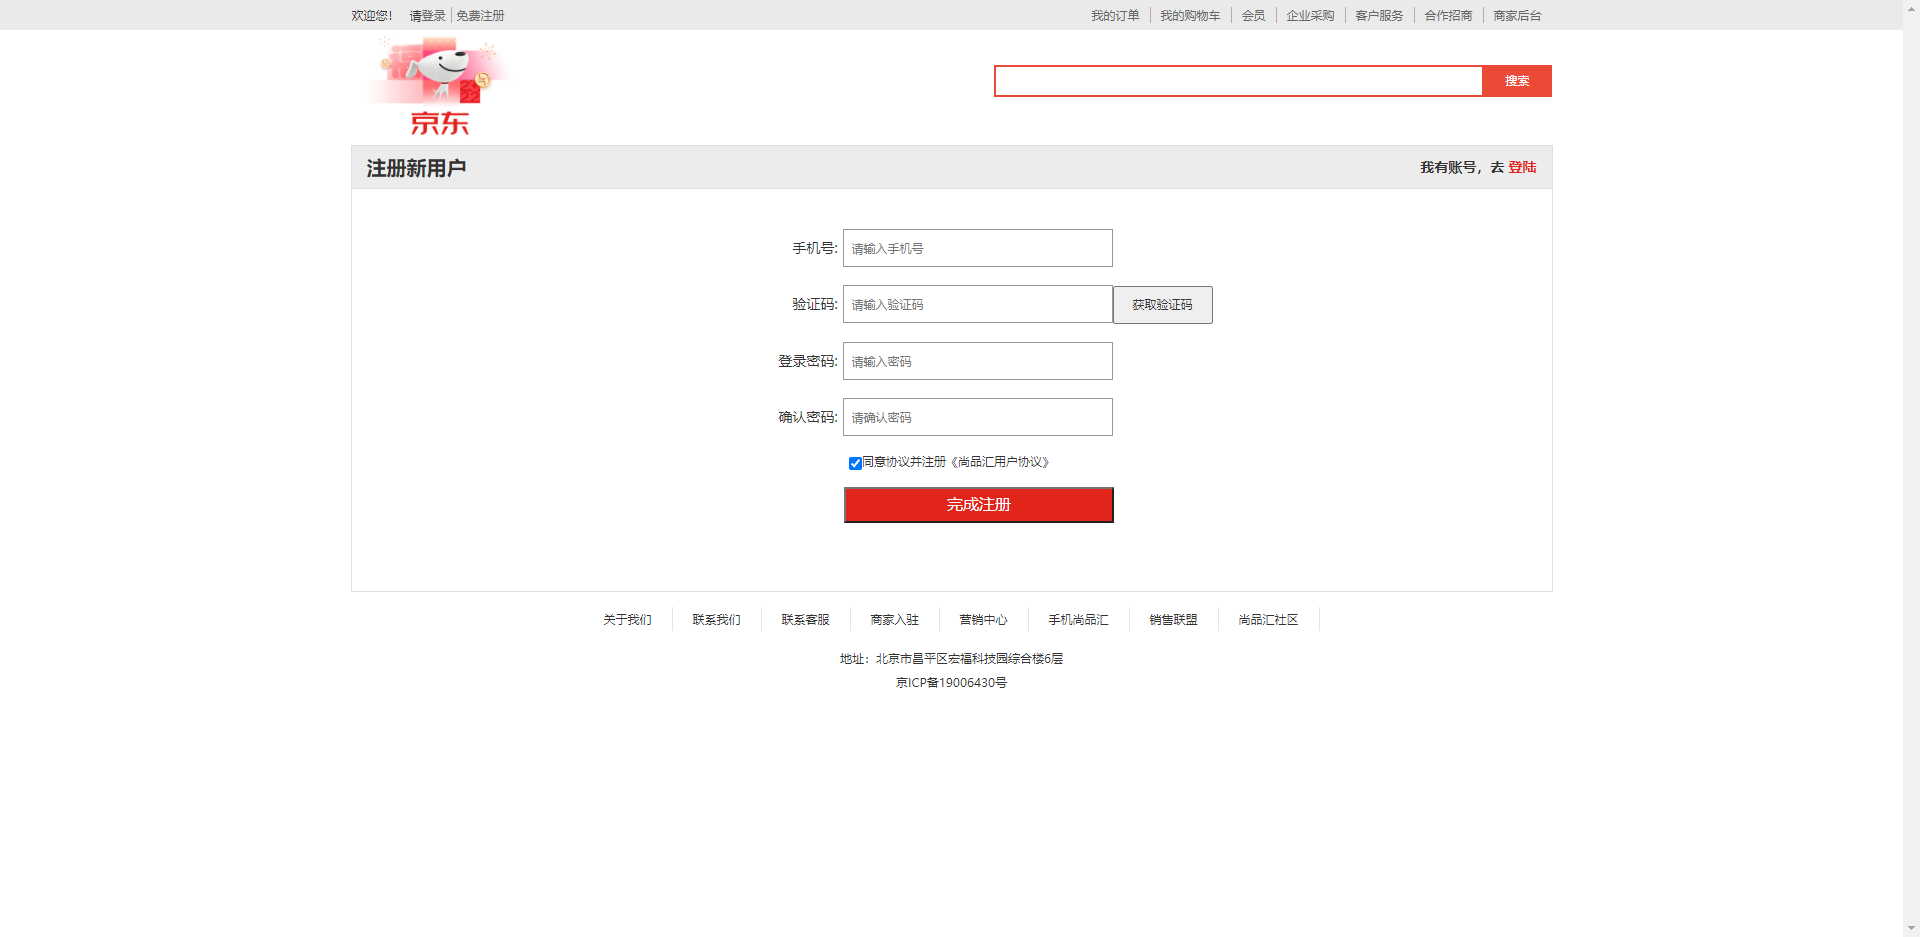 欢迎您! 请登录 免费注册
我的订单 我的购物车 会员 企业采购 客户服务 合作招商 商家后台
京东
搜索
注册新用户
我有账号，去 登陆
手机号: 请输入手机号
验证码: 请输入验证码 获取验证码
登录密码: 请输入密码
确认密码: 请确认密码
同意协议并注册《尚品汇用户协议》
完成注册
关于我们 联系我们 联系客服 商家入驻 营销中心 手机尚品汇 销售联盟 尚品汇社区
地址：北京市昌平区宏福科技园综合楼6层
京ICP备19006430号